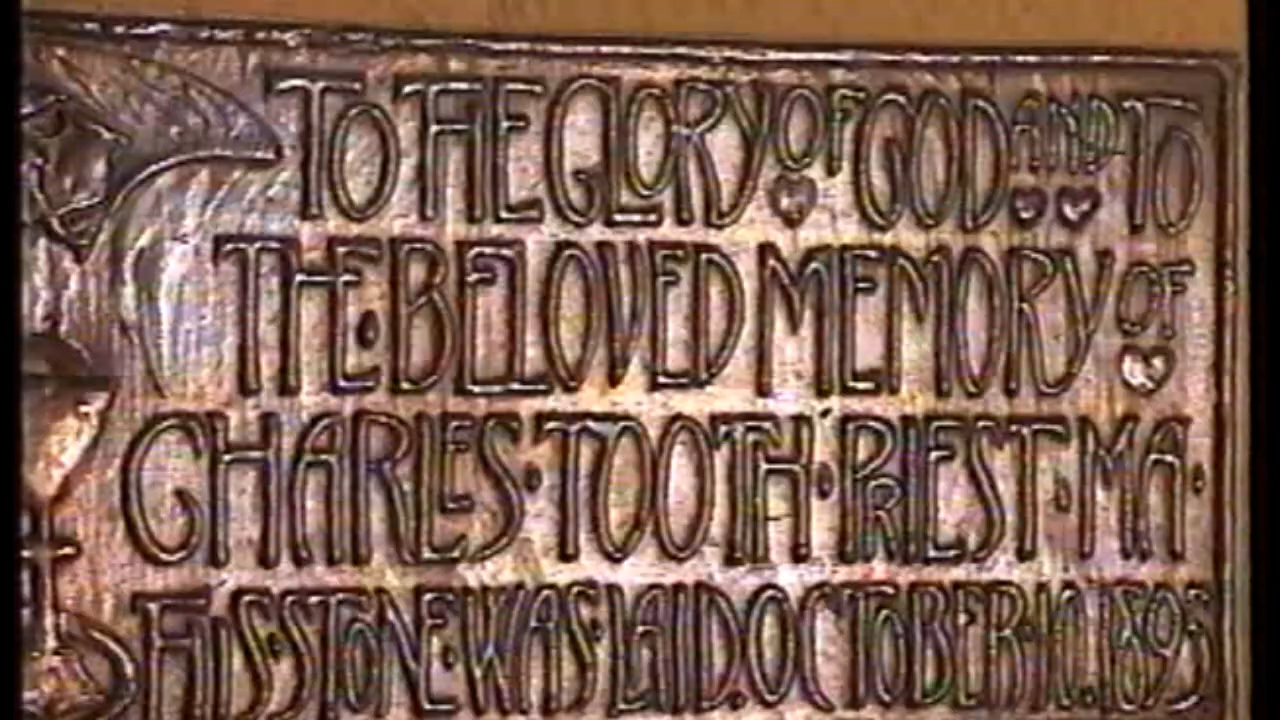 TO THE GLORY OF GOD AND TO
THE·BELOVED MEMORY OF
CHARLES·TOOTH·PRIEST·MA·
THIS·STONE·WAS·LAID·OCTOBER·10·1895